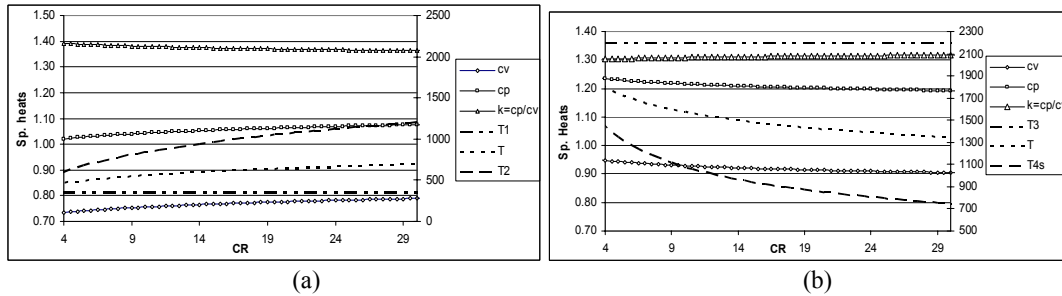 Sp. heats
1.50
1.40
1.30
1.20
1.10
1.00
0.90
0.80
0.70
4
9
14
19
24
29
CR
2500
2000
1500
1000
500
0
cv
cp
k=cp/cv
T1
T
T2
(a)
Sp. Heats
1.40
1.30
1.20
1.10
1.00
0.90
0.80
0.70
4
9
14
19
24
29
CR
2300
2100
1900
1700
1500
1300
1100
900
700
500
cv
cp
k=cp/cv
T3
T
T4s
(b)